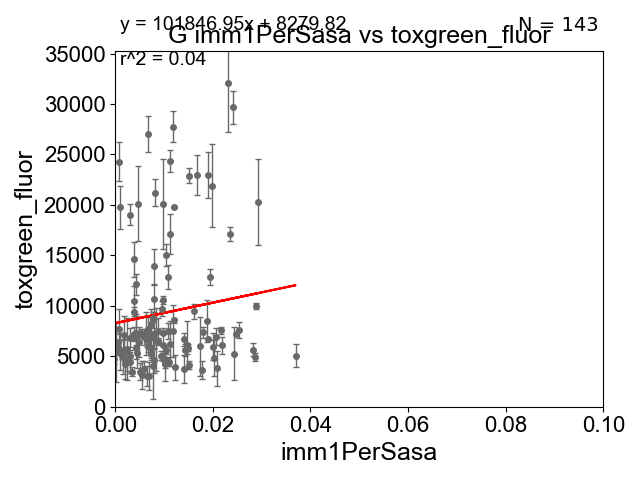 y = 101846.95x + 8279.82
N = 143
G imm1PerSasa vs toxgreen_fluor
r^2 = 0.04
35000
30000
25000
20000
15000
10000
5000
0
toxgreen_fluor
0.00 0.02 0.04 0.06 0.08 0.10
imm1PerSasa